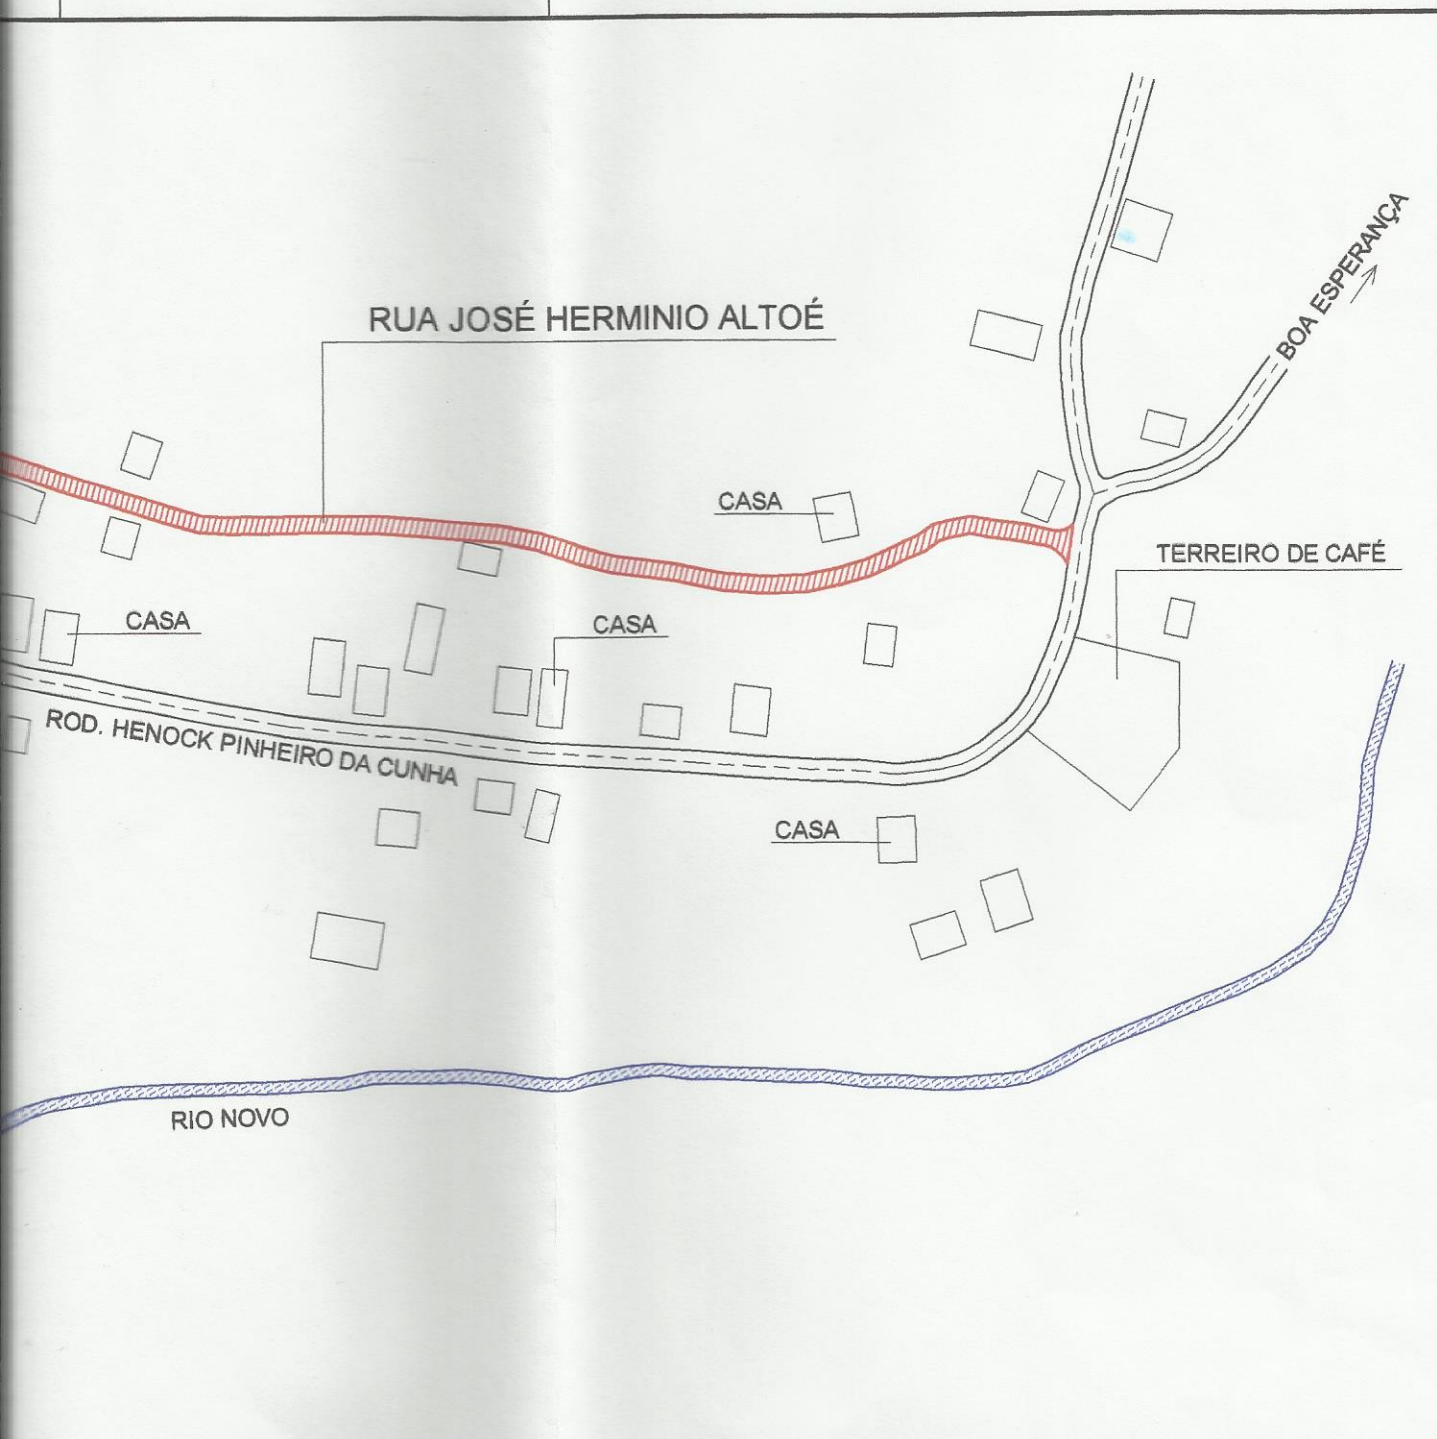 BOA ESPERANÇA
RUA JOSÉ HERMINIO ALTOÉ
CASA
TERREIRO DE CAFÉ
CASA
CASA
ROD. HENOCK PINHEIRO DA CUNHA
CASA
RIO NOVO